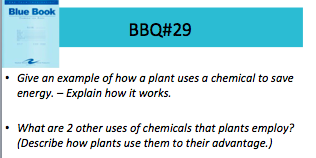 Blue Book
BBQ#29
• Give an example of how a plant uses a chemical to save
energy. – Explain how it works.
• What are 2 other uses of chemicals that plants employ?
(Describe how plants use them to their advantage.)